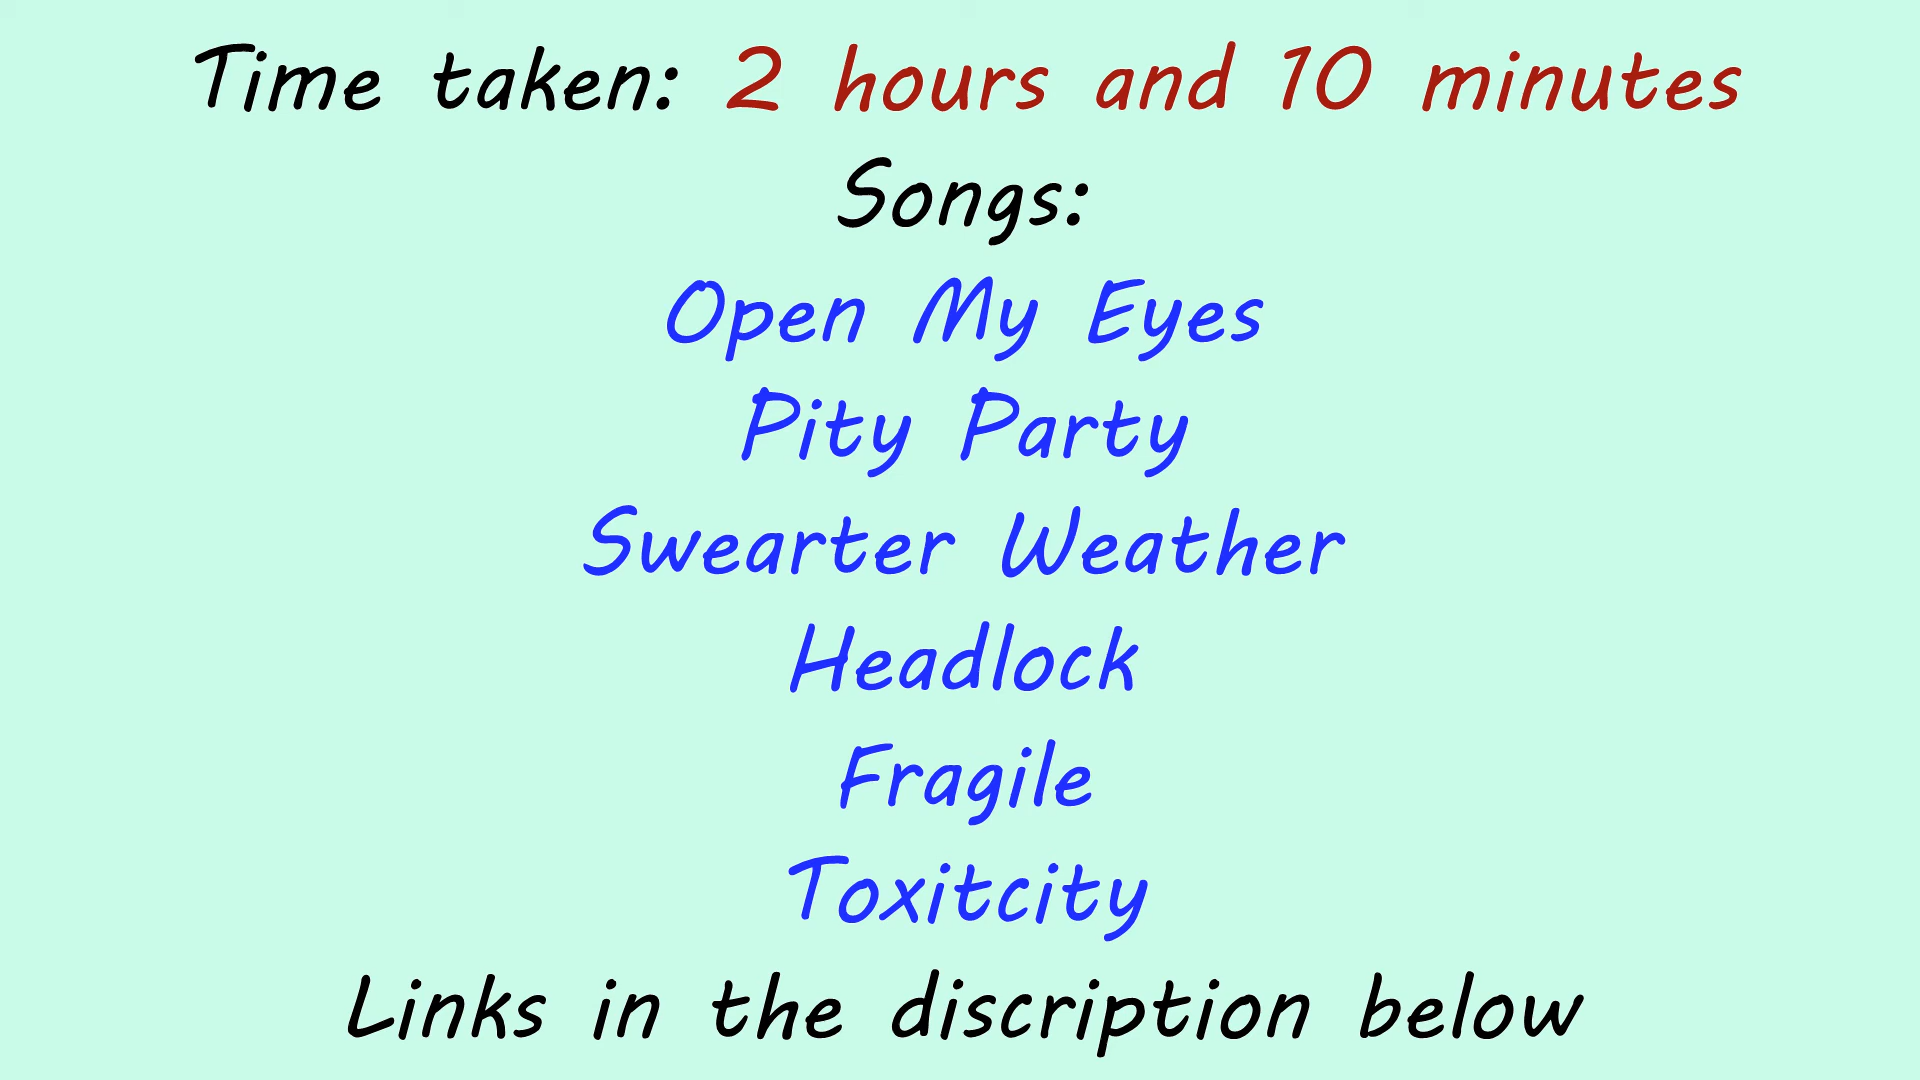 Time taken: 2 hours and 10 minutes
Songs:
Open My Eyes
Pity Party
Swearter Weather
Headlock
Fragile
Toxitcity
Links in the discription below